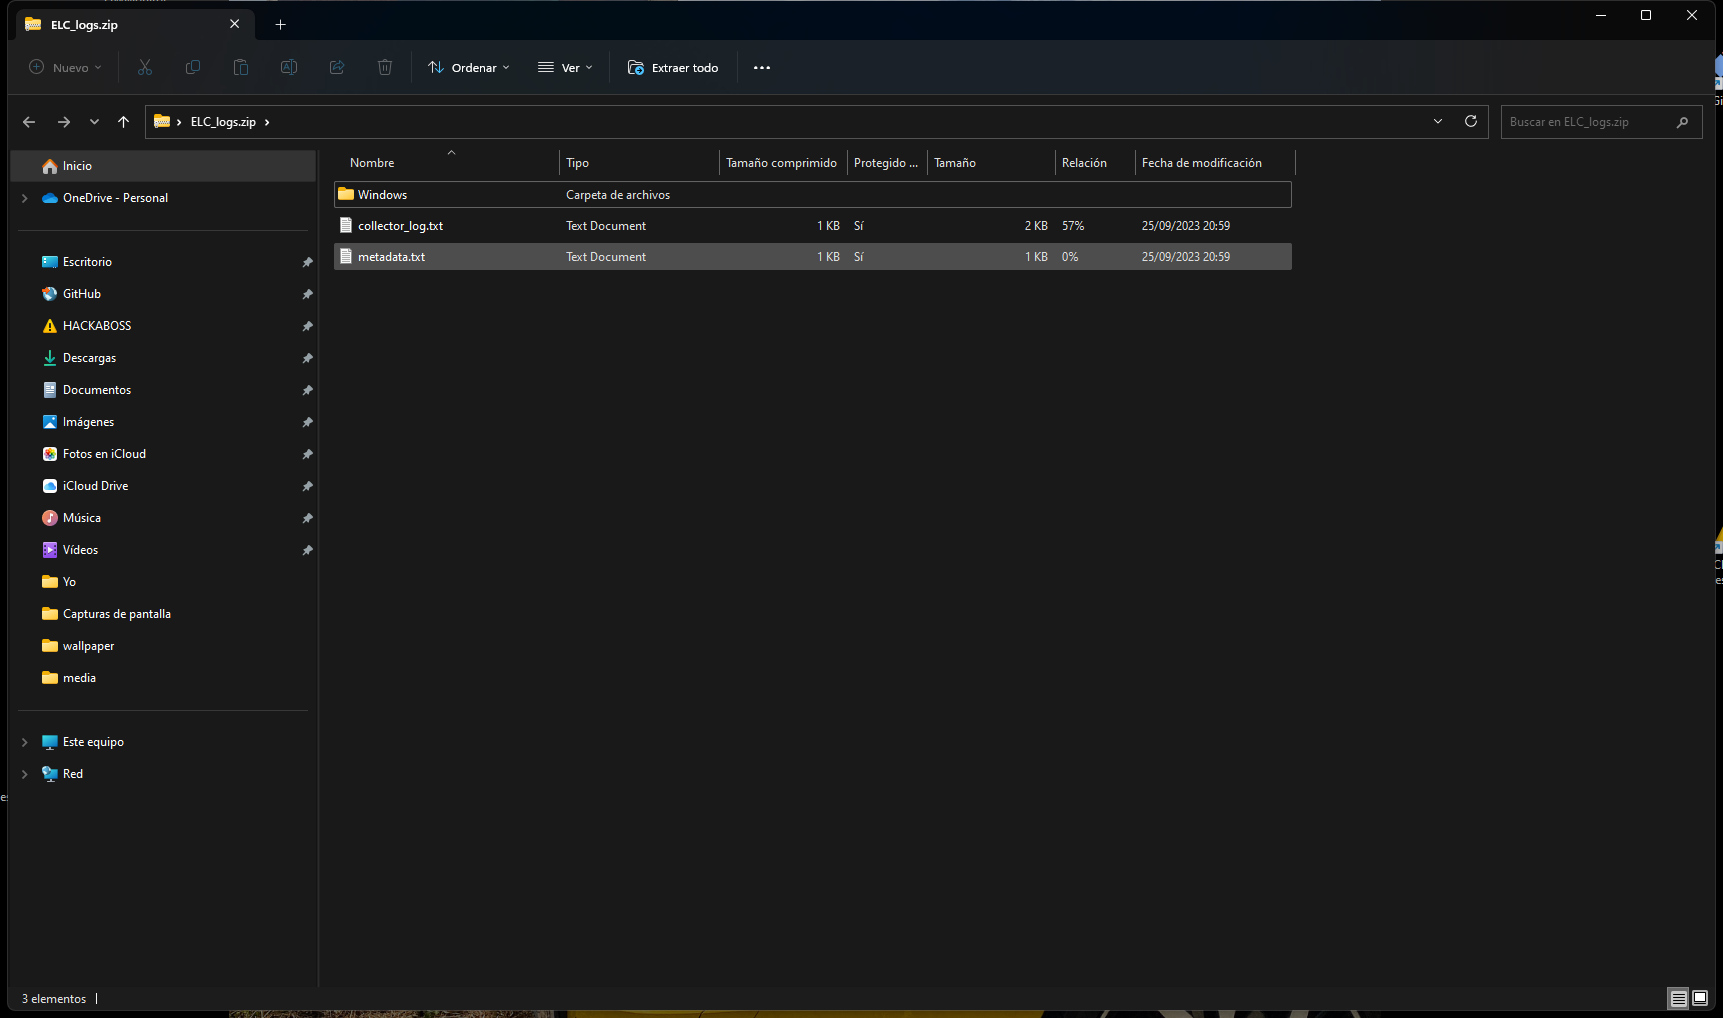 ELC_logs.zip
Nuevo
Ordenar
Ver
Extraer todo
ELC_logs.zip
Buscar en ELC_logs.zip
Inicio
OneDrive - Personal
Escritorio
GitHub
HACKABOSS
Descargas
Documentos
Imágenes
Fotos en iCloud
iCloud Drive
Música
Vídeos
Yo
Capturas de pantalla
wallpaper
media
Este equipo
Red
Nombre Tipo Tamaño comprimido Protegido ... Tamaño Relación Fecha de modificación
Windows Carpeta de archivos
collector_log.txt Text Document 1 KB Sí 2 KB 57% 25/09/2023 20:59
metadata.txt Text Document 1 KB Sí 1 KB 0% 25/09/2023 20:59
3 elementos